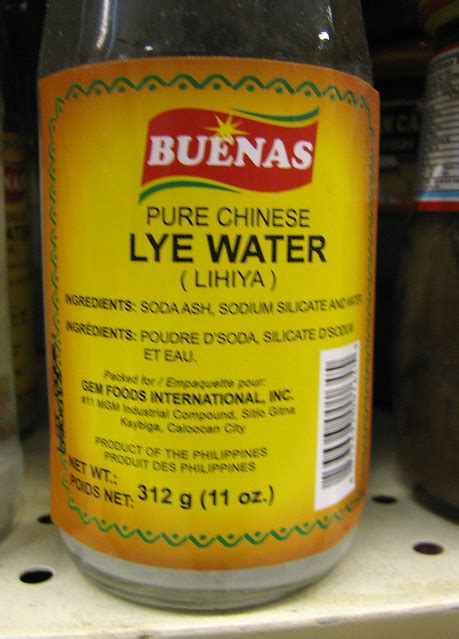 BUENAS
PURE CHINESE
LYE WATER
( LIHIYA )
INGREDIENTS: SODA ASH, SODIUM SILICATE AND WATER
INGRÉDIENTS: POUDRE D'SODA, SILICATE D'SODIUM
ET EAU.
Packed for / Empaquette pour:
GEM FOODS INTERNATIONAL, INC.
#11 MGM Industrial Compound, Sitio Gitna
Kaybiga, Caloocan City
PRODUCT OF THE PHILIPPINES
PRODUIT DES PHILIPPINES
NET WT.:
POIDS NET: 312 g (11 oz.)